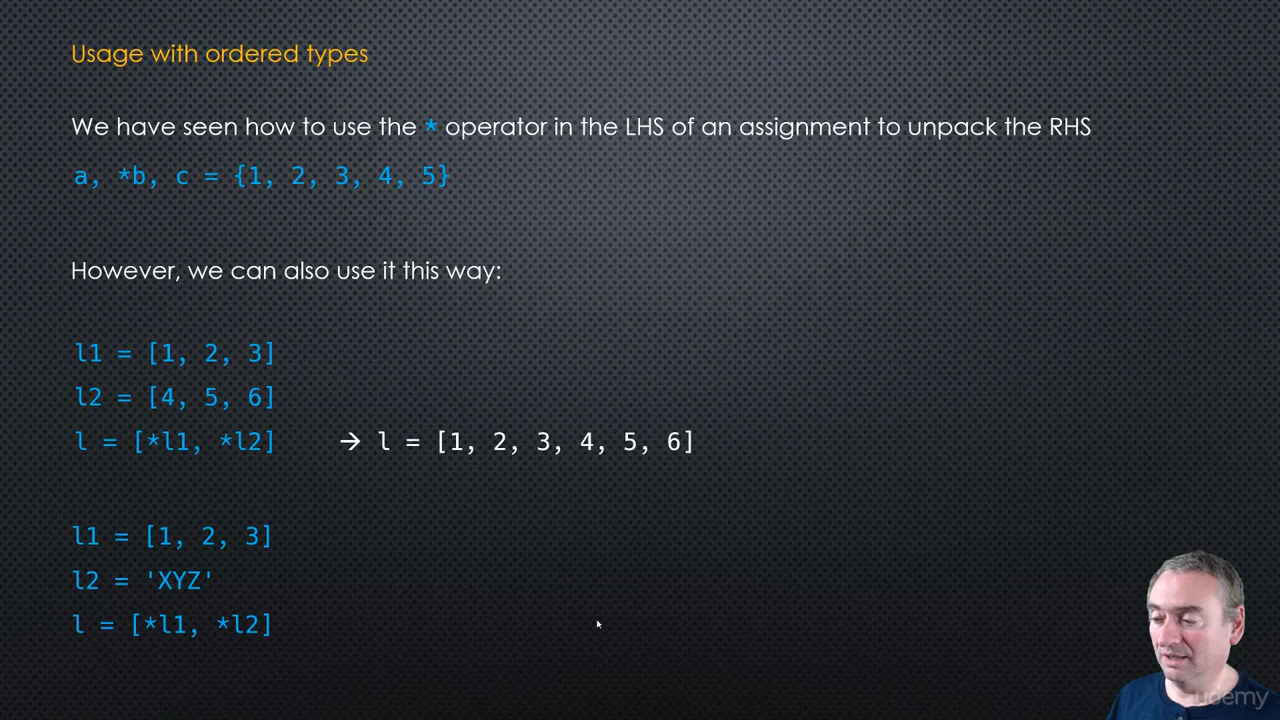 Usage with ordered types
We have seen how to use the * operator in the LHS of an assignment to unpack the RHS
a, *b, c = {1, 2, 3, 4, 5}
However, we can also use it this way:
l1 = [1, 2, 3]
l2 = [4, 5, 6]
l = [*l1, *l2] → l = [1, 2, 3, 4, 5, 6]
l1 = [1, 2, 3]
l2 = 'XYZ'
l = [*l1, *l2]
udemy